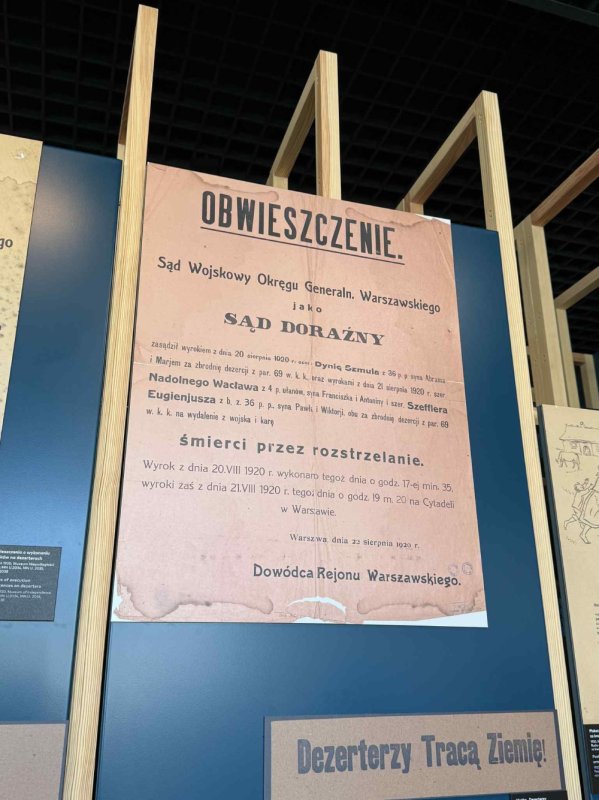 OBWIESZCZENIE.
Sąd Wojskowy Okręgu Generaln. Warszawskiego
jako
SĄD DORAŹNY
zasądził wyrokiem z dnia 20 sierpnia 1920 r. szer. Dynię Szmula z 36 p. p. syna Abrama
i Marjem za zbrodnię dezercji z par. 69 w. k. k. oraz wyrokami z dnia 21 sierpnia 1920 r. szer.
Nadolnego Wacława z 4 p. ułanów, syna Franciszka i Antoniny i szer. Szefflera
Eugienjusza z b. z. 36 p. p., syna Pawła i Wiktorji, obu za zbrodnię dezercji z par. 69
w. k. k. na wydalenie z wojska i karę
śmierci przez rozstrzelanie.
Wyrok z dnia 20.VIII 1920 r. wykonam tegoż dnia o godz. 17-ej min. 35,
wyroki zaś z dnia 21.VIII 1920 r. tegoż dnia o godz. 19 m. 20 na Cytadeli
w Warszawie.
Warszawa, dnia 22 sierpnia 1920 r.
Dowódca Rejonu Warszawskiego.
Dezerterzy Tracą Ziemię!